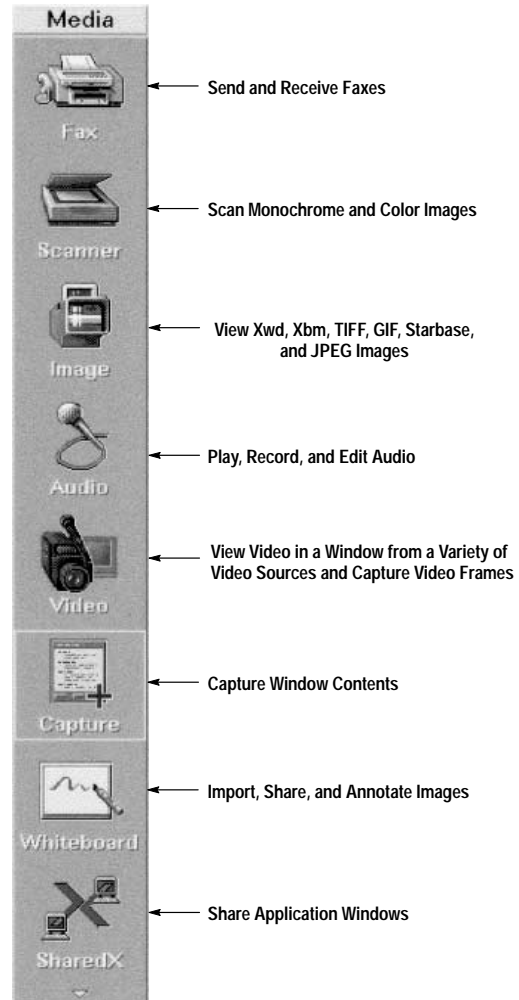 Media
Send and Receive Faxes
Fax
Scan Monochrome and Color Images
Scanner
View Xwd, Xbm, TIFF, GIF, Starbase,
and JPEG Images
Image
Play, Record, and Edit Audio
Audio
View Video in a Window from a Variety of
Video Sources and Capture Video Frames
Video
Capture Window Contents
Capture
Import, Share, and Annotate Images
Whiteboard
Share Application Windows
SharedX